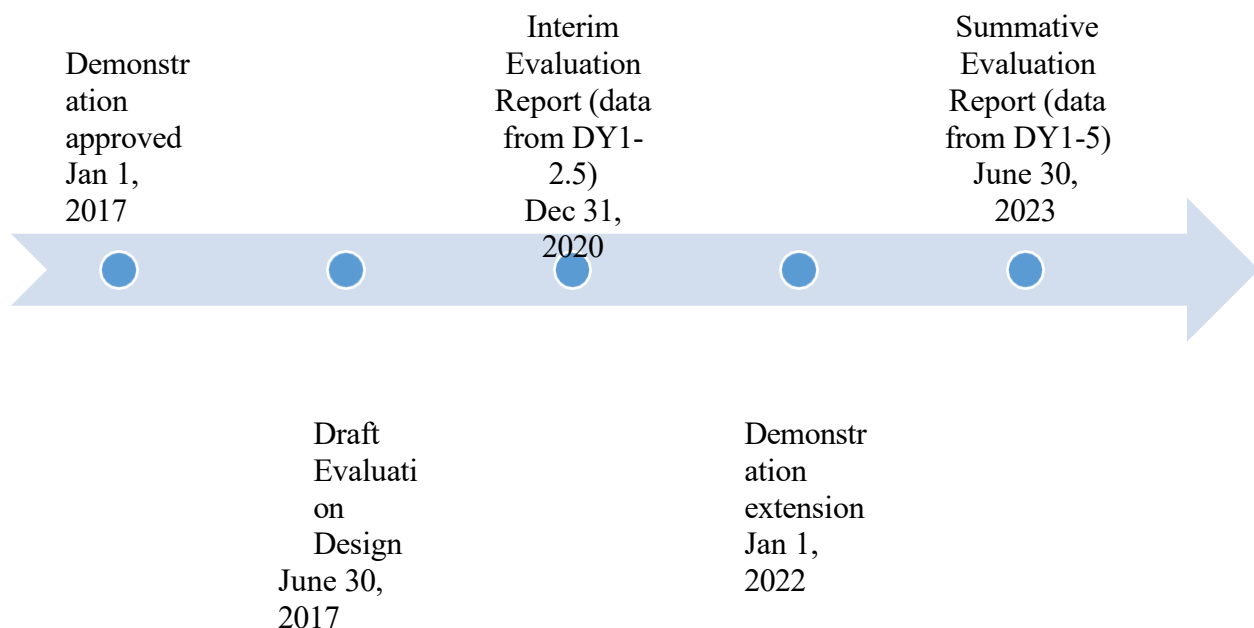 Demonstr
ation
approved
Jan 1,
2017
Draft
Evaluati
on
Design
June 30,
2017
Interim
Evaluation
Report (data
from DY1-
2.5)
Dec 31,
2020
Demonstr
ation
extension
Jan 1,
2022
Summative
Evaluation
Report (data
from DY1-5)
June 30,
2023